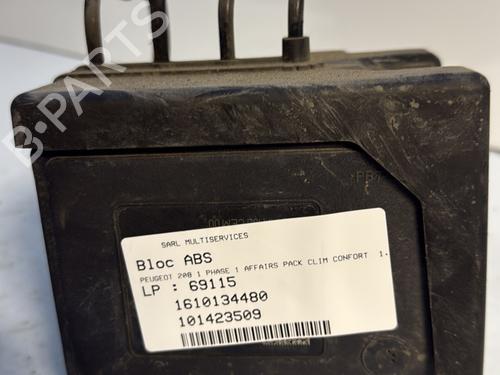 B-PARTS
SARL MULTISERVICES
Bloc ABS
PEUGEOT 208 1 PHASE 1 AFFAIRS PACK CLIM CONFORT 1.
LP : 69115
1610134480
101423509